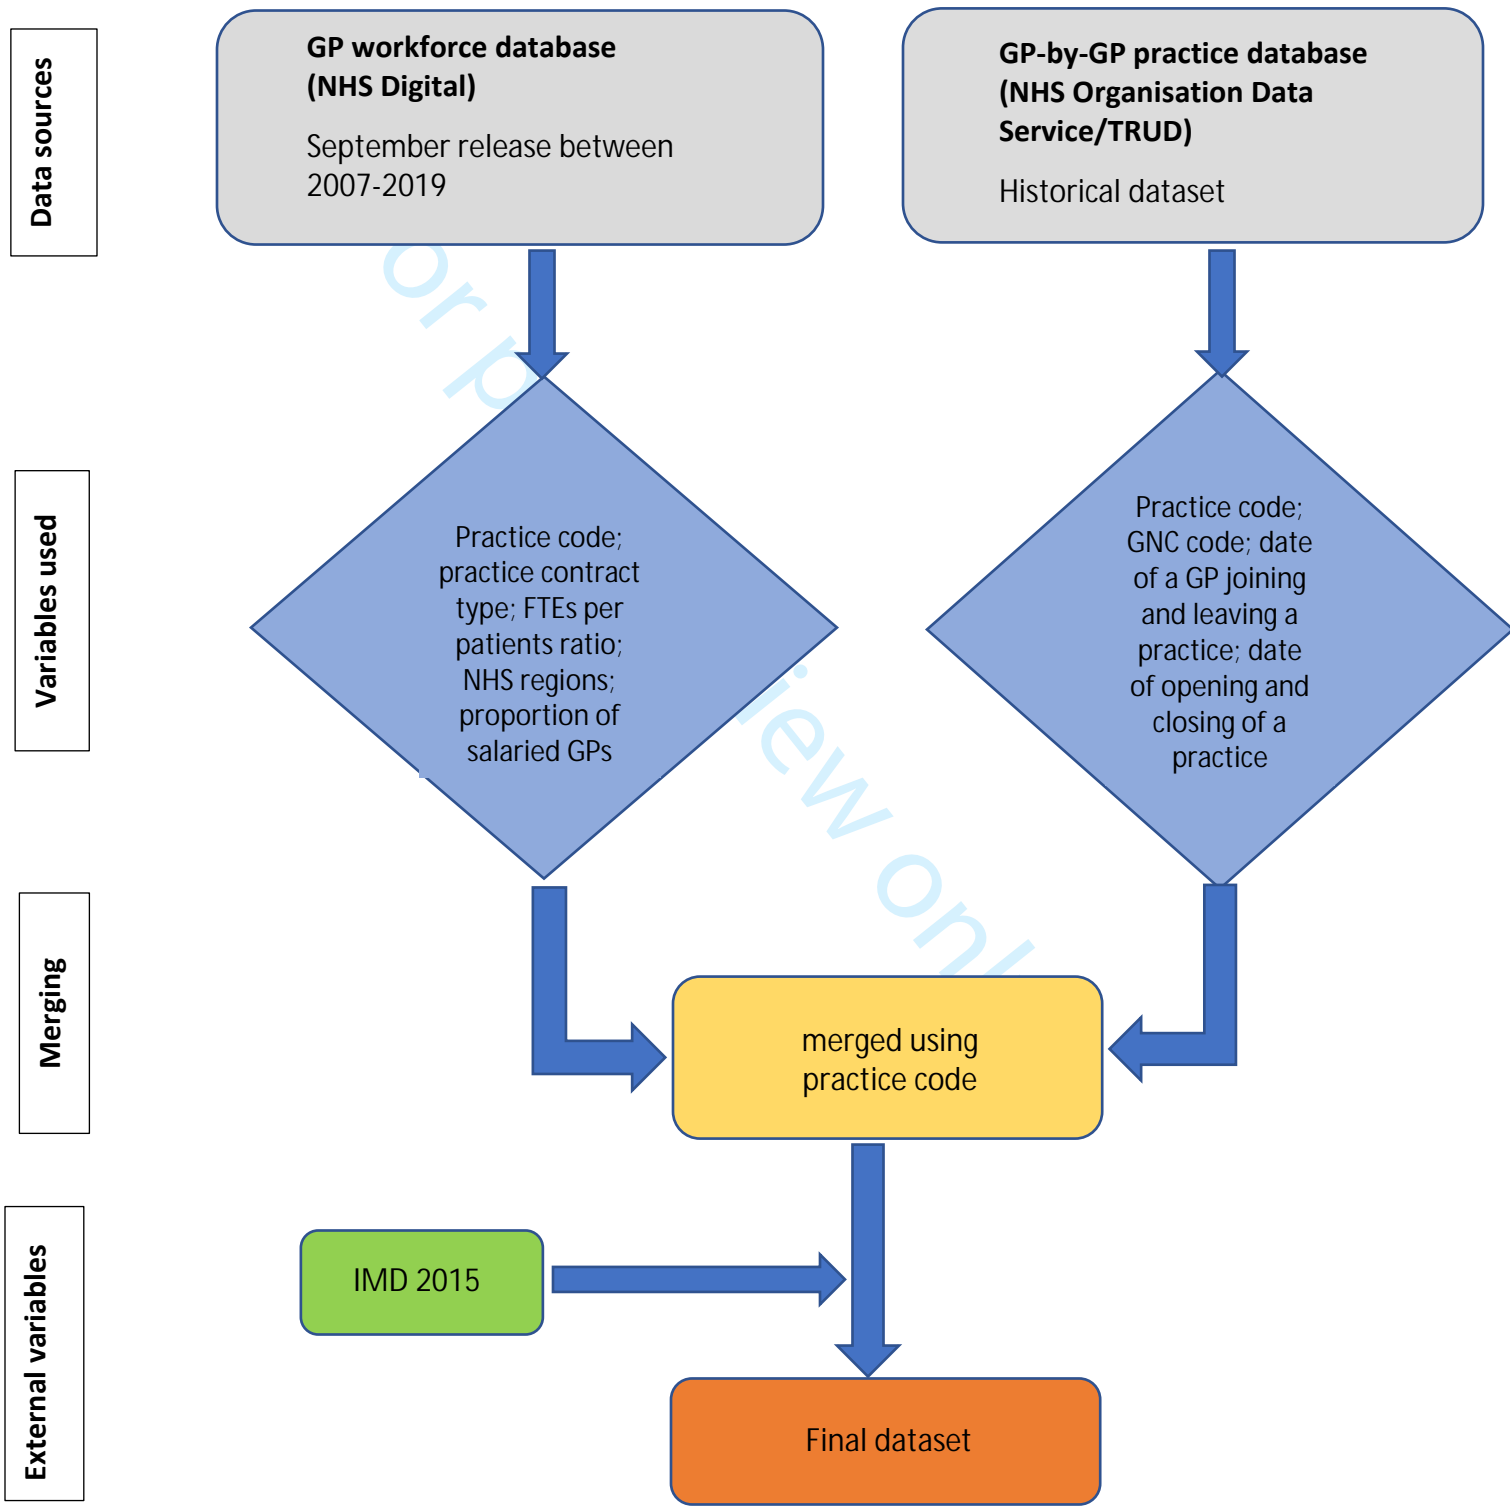 Data sources
GP workforce database
(NHS Digital)
September release between
2007-2019
GP-by-GP practice database
(NHS Organisation Data
Service/TRUD)
Historical dataset
Variables used
Practice code;
practice contract
type; FTEs per
patients ratio;
NHS regions;
proportion of
salaried GPs
Practice code;
GNC code; date
of a GP joining
and leaving a
practice; date
of opening and
closing of a
practice
Merging
merged using
practice code
External variables
IMD 2015
Final dataset